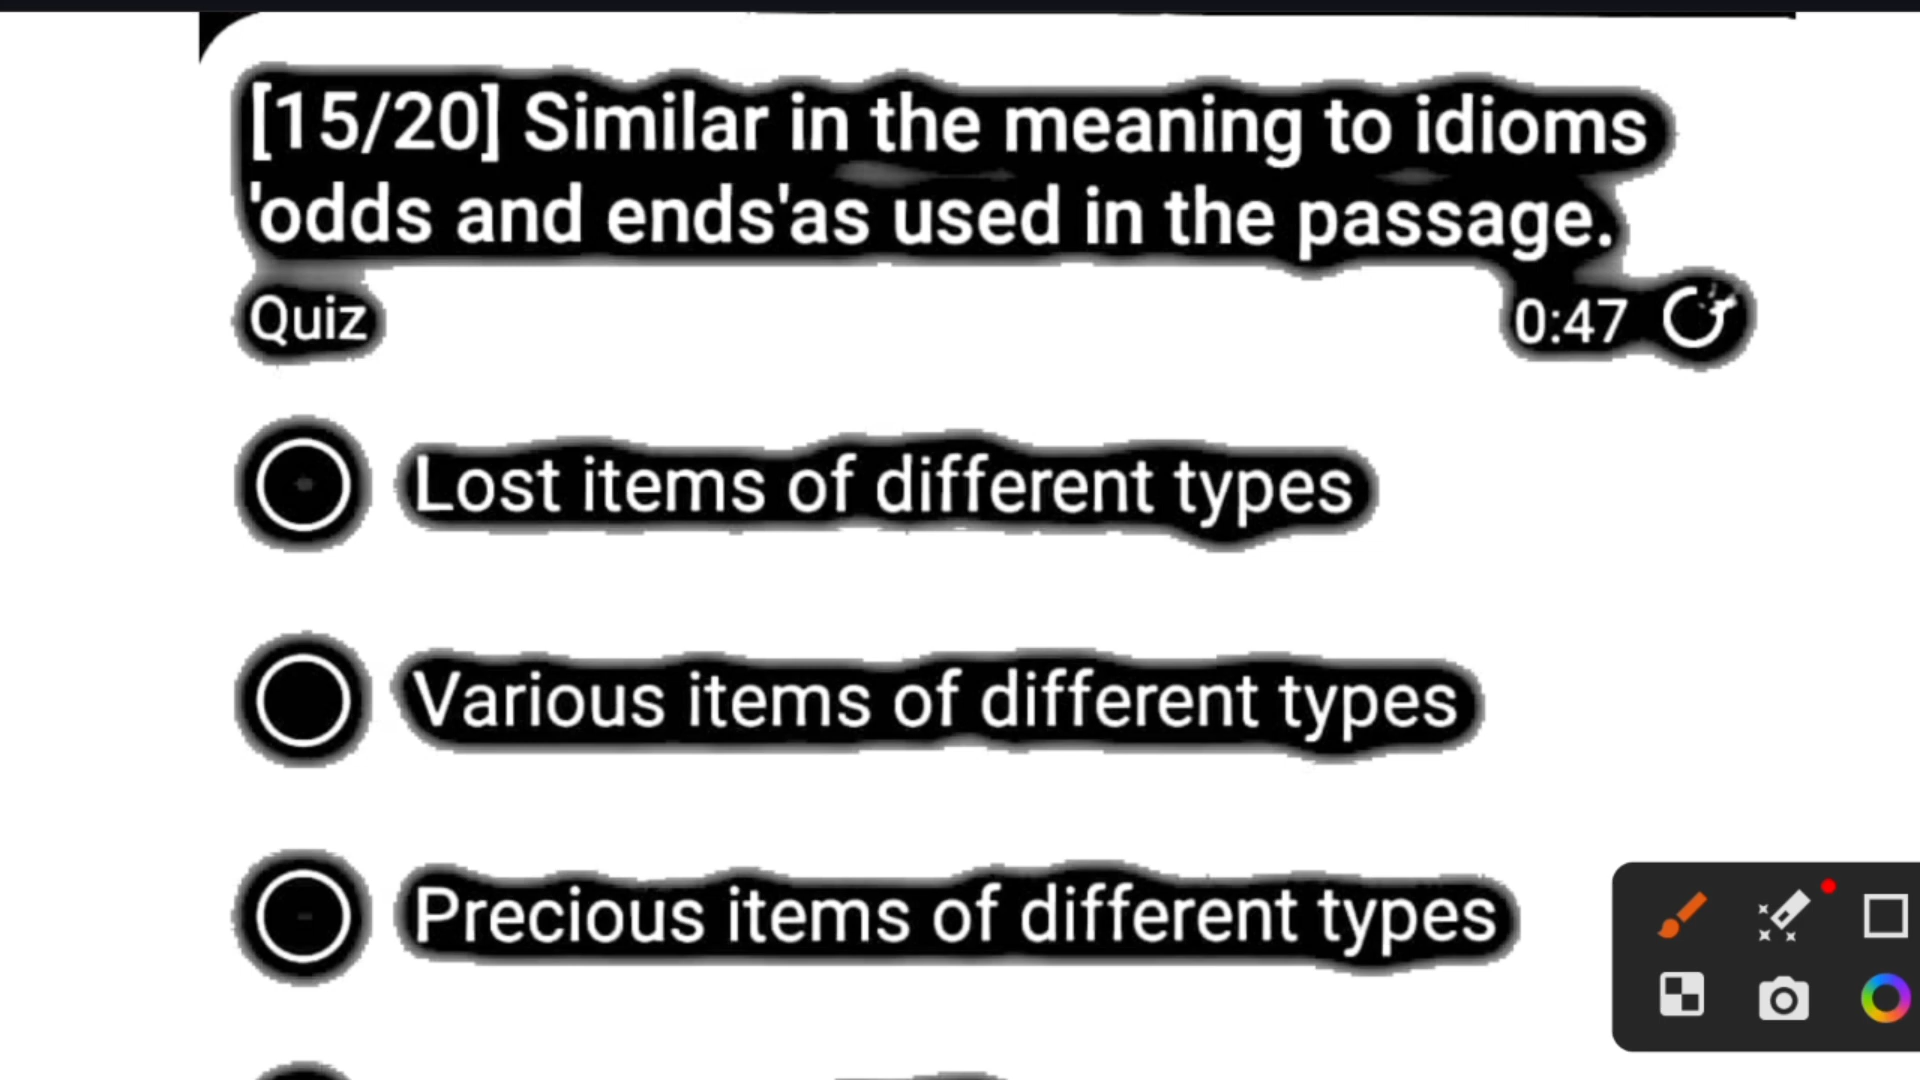 [15/20] Similar in the meaning to idioms
'odds and ends'as used in the passage.
Quiz
0:47
Lost items of different types
Various items of different types
Precious items of different types